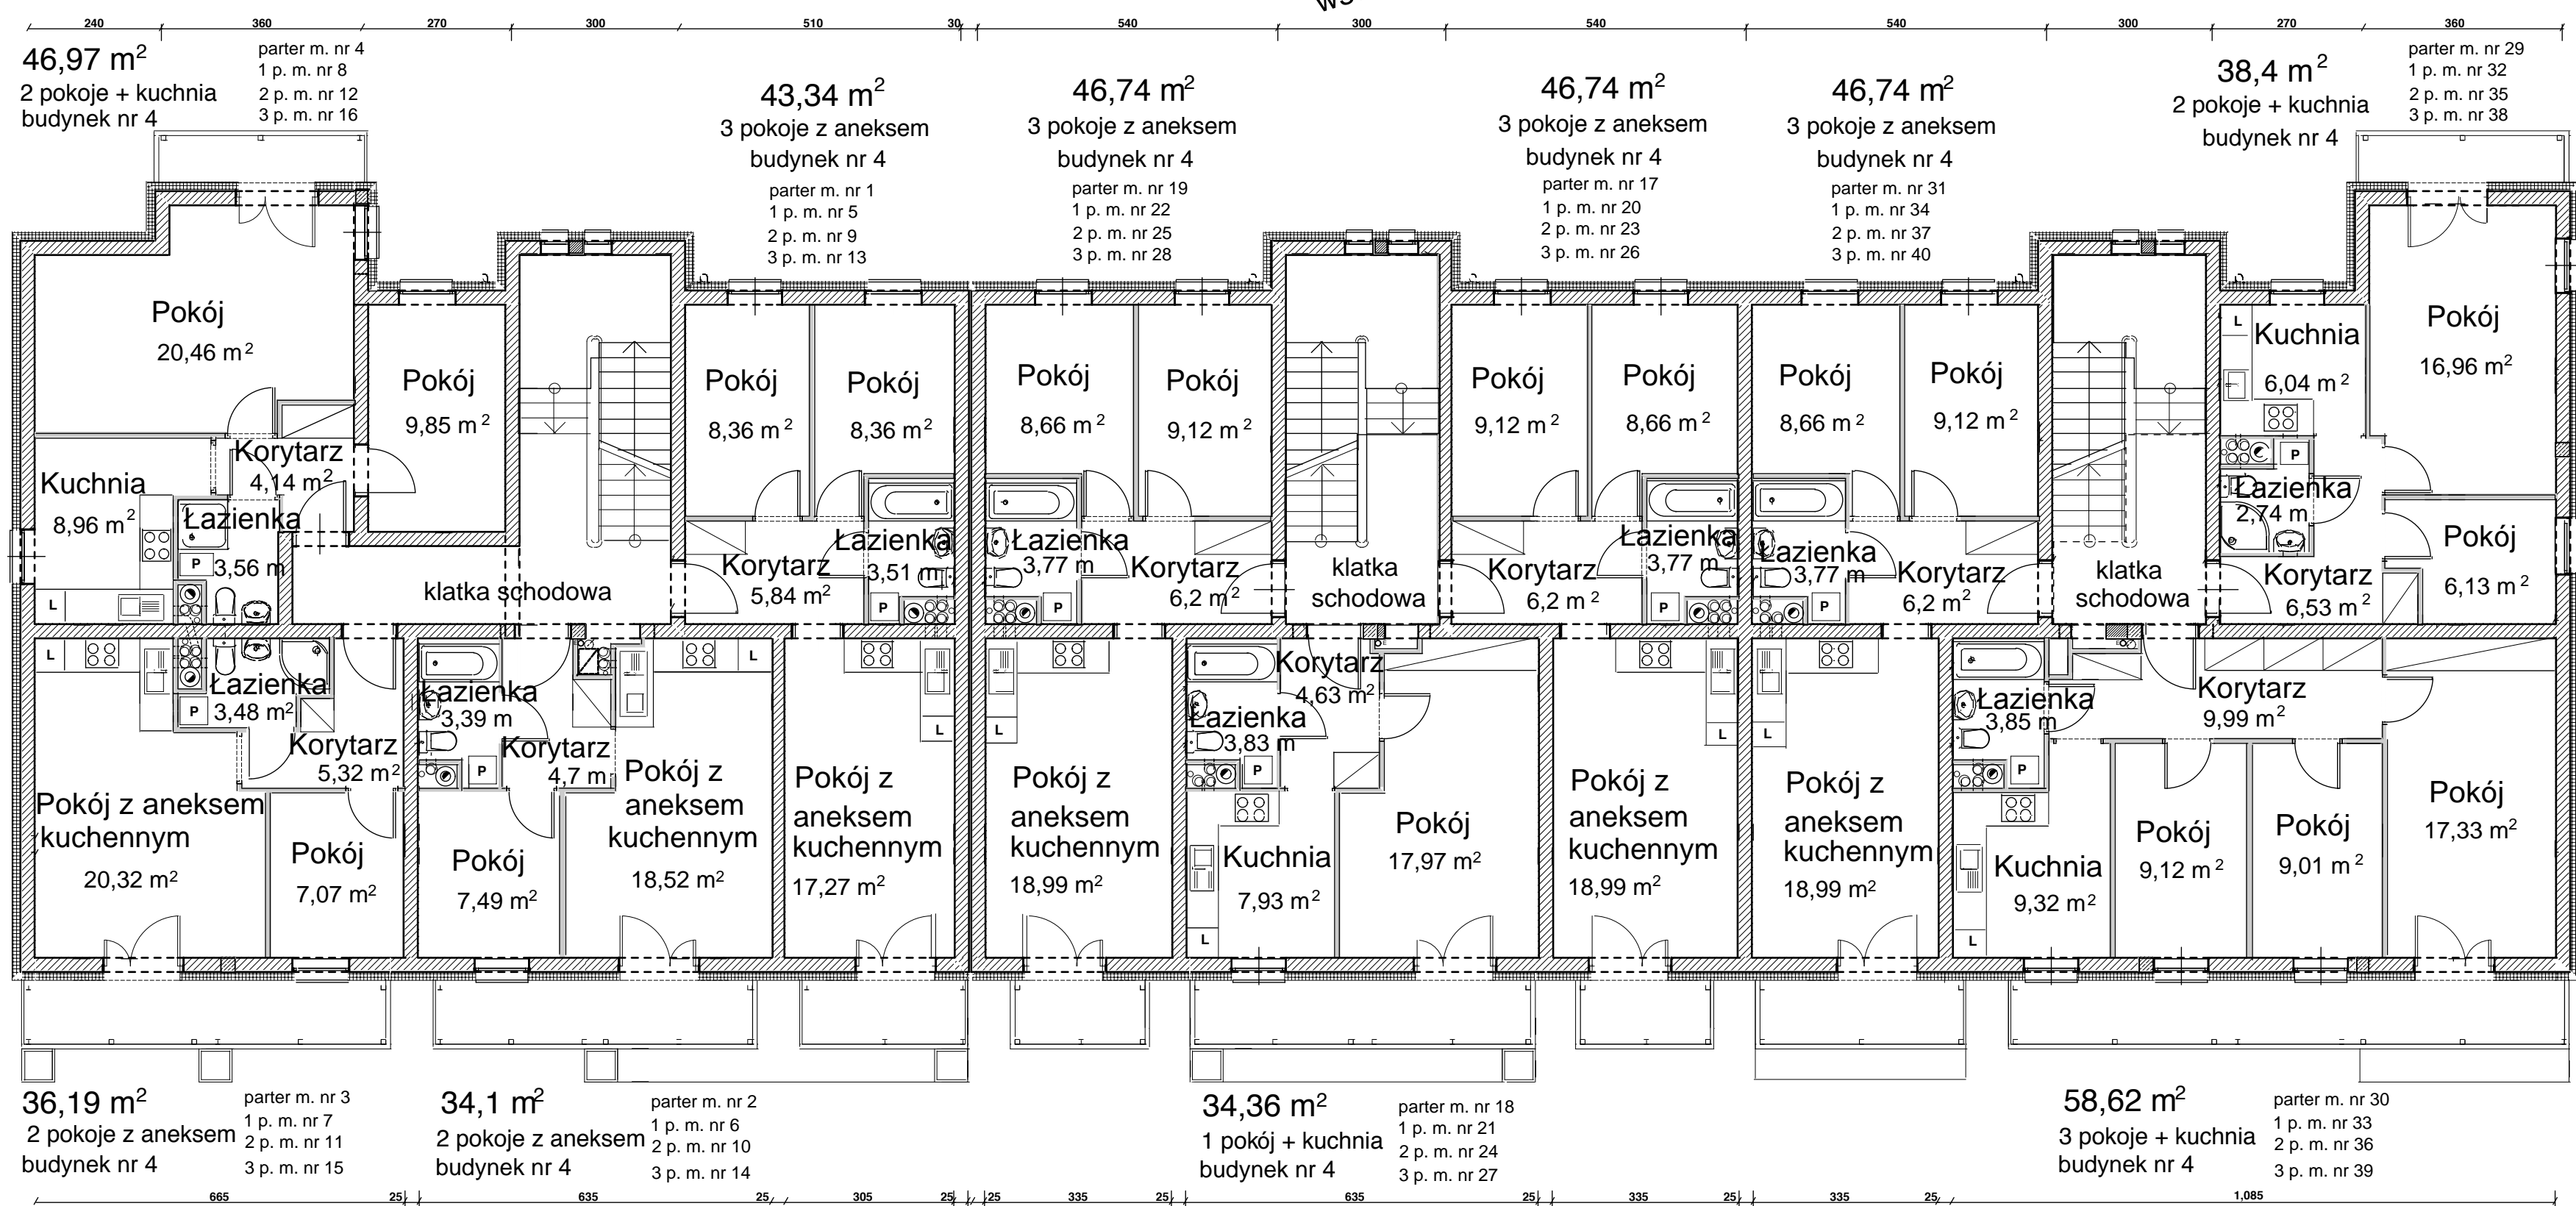 240 360 270 300 510 30 540 300 540 540 300 270 360
46,97 m²
2 pokoje + kuchnia
budynek nr 4
parter m. nr 4
1 p. m. nr 8
2 p. m. nr 12
3 p. m. nr 16
43,34 m²
3 pokoje z aneksem
budynek nr 4
parter m. nr 1
1 p. m. nr 5
2 p. m. nr 9
3 p. m. nr 13
46,74 m²
3 pokoje z aneksem
budynek nr 4
parter m. nr 19
1 p. m. nr 22
2 p. m. nr 25
3 p. m. nr 28
46,74 m²
3 pokoje z aneksem
budynek nr 4
parter m. nr 17
1 p. m. nr 20
2 p. m. nr 23
3 p. m. nr 26
46,74 m²
3 pokoje z aneksem
budynek nr 4
parter m. nr 31
1 p. m. nr 34
2 p. m. nr 37
3 p. m. nr 40
38,4 m²
2 pokoje + kuchnia
budynek nr 4
parter m. nr 29
1 p. m. nr 32
2 p. m. nr 35
3 p. m. nr 38
Pokój
20,46 m²
Pokój
9,85 m²
Korytarz
4,14 m²
Kuchnia
8,96 m²
Łazienka
3,56 m
P
L
klatka schodowa
Pokój
8,36 m²
Pokój
8,36 m²
Korytarz
5,84 m²
Łazienka
3,51 m
P
Pokój
8,66 m²
Pokój
9,12 m²
Łazienka
3,77 m
P
Korytarz
6,2 m²
klatka
schodowa
Pokój
9,12 m²
Pokój
8,66 m²
Korytarz
6,2 m²
Łazienka
3,77 m
P
Pokój
8,66 m²
Pokój
9,12 m²
Łazienka
3,77 m
P
Korytarz
6,2 m²
klatka
schodowa
L
Kuchnia
6,04 m²
P
Łazienka
2,74 m
Korytarz
6,53 m²
Pokój
16,96 m²
Pokój
6,13 m²
L
Łazienka
3,48 m²
P
Korytarz
5,32 m²
Pokój z aneksem
kuchennym
20,32 m²
Pokój
7,07 m²
Łazienka
3,39 m
P
Korytarz
4,7 m
Pokój
7,49 m²
L
Pokój z
aneksem
kuchennym
18,52 m²
L
Pokój z
aneksem
kuchennym
17,27 m²
L
Pokój z
aneksem
kuchennym
18,99 m²
Korytarz
4,63 m²
Łazienka
3,83 m
P
Kuchnia
7,93 m²
L
Pokój
17,97 m²
L
Pokój z
aneksem
kuchennym
18,99 m²
L
Pokój z
aneksem
kuchennym
18,99 m²
Łazienka
3,85 m
P
Korytarz
9,99 m²
Kuchnia
9,32 m²
L
Pokój
9,12 m²
Pokój
9,01 m²
Pokój
17,33 m²
36,19 m²
2 pokoje z aneksem
budynek nr 4
parter m. nr 3
1 p. m. nr 7
2 p. m. nr 11
3 p. m. nr 15
34,1 m²
2 pokoje z aneksem
budynek nr 4
parter m. nr 2
1 p. m. nr 6
2 p. m. nr 10
3 p. m. nr 14
34,36 m²
1 pokój + kuchnia
budynek nr 4
parter m. nr 18
1 p. m. nr 21
2 p. m. nr 24
3 p. m. nr 27
58,62 m²
3 pokoje + kuchnia
budynek nr 4
parter m. nr 30
1 p. m. nr 33
2 p. m. nr 36
3 p. m. nr 39
665 25 635 25 305 25 25 335 25 635 25 335 25 335 25 1,085